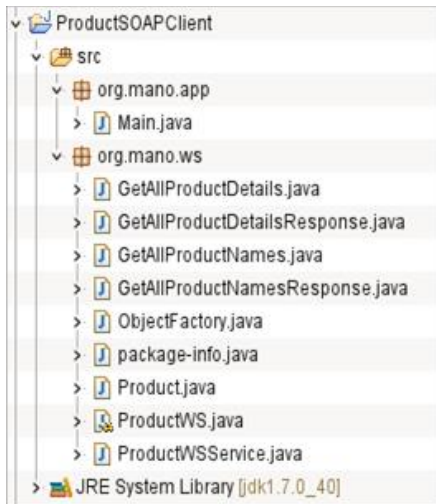 ProductSOAPClient
src
org.mano.app
Main.java
org.mano.ws
GetAllProductDetails.java
GetAllProductDetailsResponse.java
GetAllProductNames.java
GetAllProductNamesResponse.java
ObjectFactory.java
package-info.java
Product.java
ProductWS.java
ProductWSService.java
JRE System Library [jdk1.7.0_40]